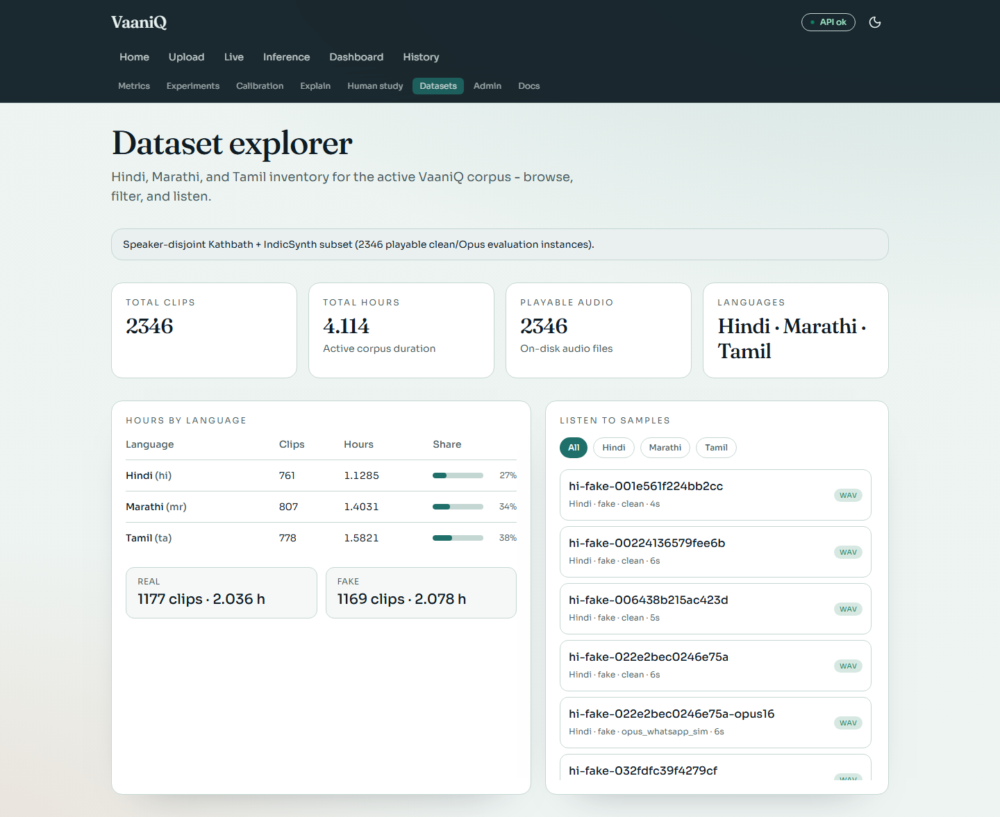 VaaniQ
API ok
Home Upload Live Inference Dashboard History
Metrics Experiments Calibration Explain Human study Datasets Admin Docs
Dataset explorer
Hindi, Marathi, and Tamil inventory for the active VaaniQ corpus - browse,
filter, and listen.
Speaker-disjoint Kathbath + IndicSynth subset (2346 playable clean/Opus evaluation instances).
TOTAL CLIPS
2346
TOTAL HOURS
4.114
Active corpus duration
PLAYABLE AUDIO
2346
On-disk audio files
LANGUAGES
Hindi · Marathi ·
Tamil
HOURS BY LANGUAGE
Language Clips Hours Share
Hindi (hi) 761 1.1285 27%
Marathi (mr) 807 1.4031 34%
Tamil (ta) 778 1.5821 38%
REAL
1177 clips · 2.036 h
FAKE
1169 clips · 2.078 h
LISTEN TO SAMPLES
All Hindi Marathi Tamil
hi-fake-001e561f224bb2cc
Hindi · fake · clean · 4s
WAV
hi-fake-00224136579fee6b
Hindi · fake · clean · 6s
WAV
hi-fake-006438b215ac423d
Hindi · fake · clean · 5s
WAV
hi-fake-022e2bec0246e75a
Hindi · fake · clean · 6s
WAV
hi-fake-022e2bec0246e75a-opus16
Hindi · fake · opus_whatsapp_sim · 6s
WAV
hi-fake-032fdfc39f4279cf
WAV